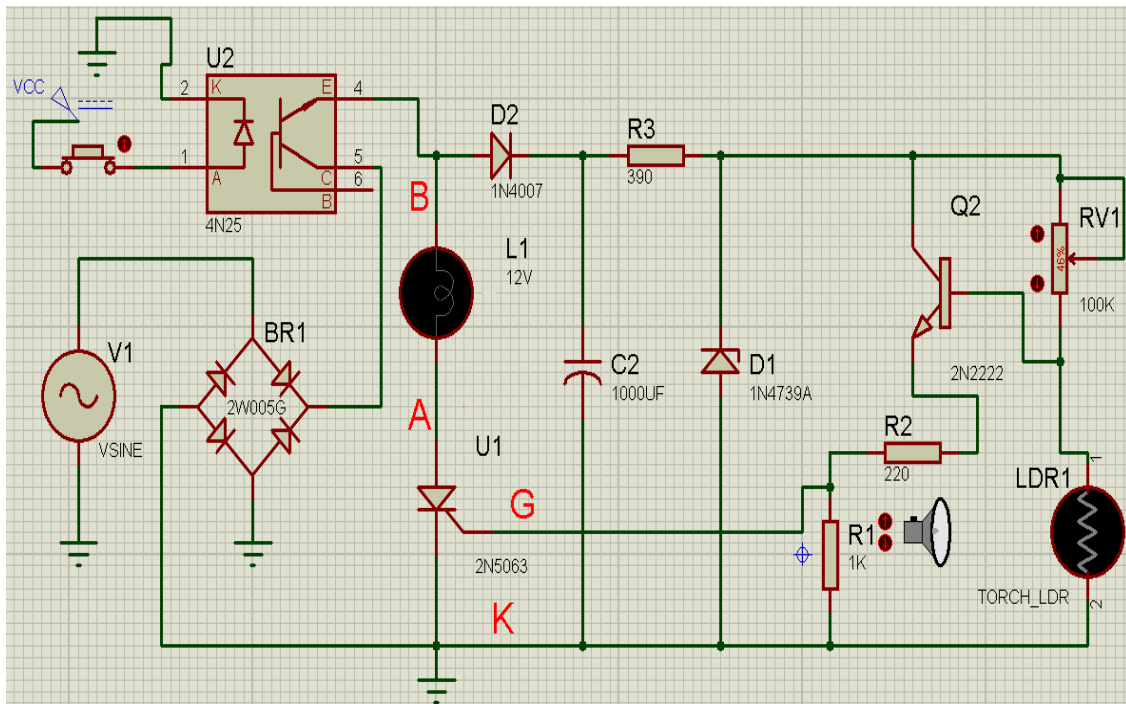 U2
VCC
2
K
E
4
1
A
5
C
6
B
4N25
D2
1N4007
R3
390
B
L1
12V
Q2
RV1
46%
100K
V1
BR1
2W005G
VSINE
C2
1000UF
D1
1N4739A
2N2222
A
U1
G
2N5063
R2
220
LDR1
1
R1
1K
TORCH_LDR
2
K